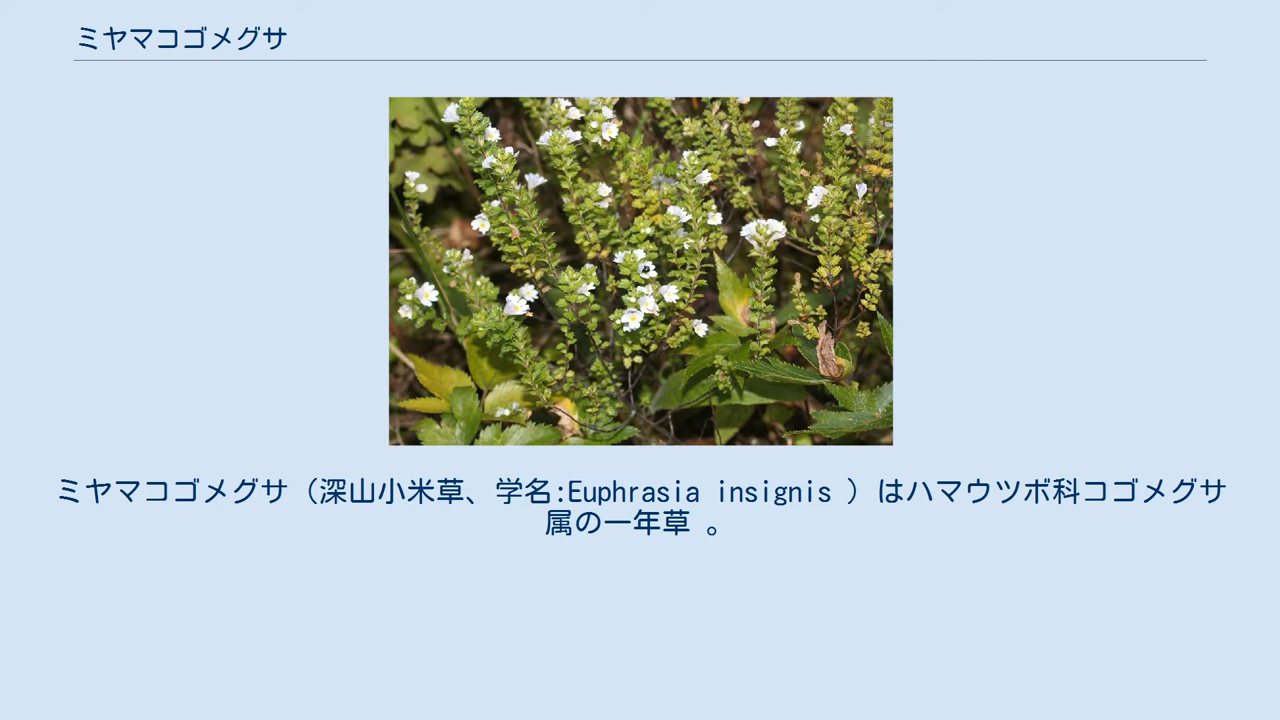 ミヤマコゴメグサ
ミヤマコゴメグサ（深山小米草、学名:Euphrasia insignis ）はハマウツボ科コゴメグサ
属の一年草 。